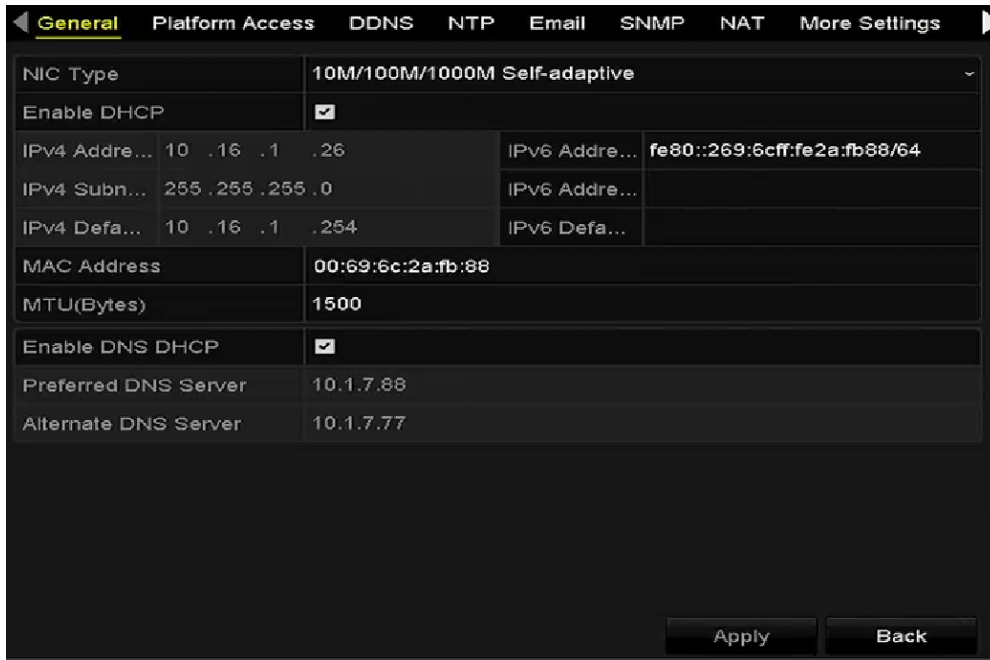 General Platform Access DDNS NTP Email SNMP NAT More Settings
NIC Type 10M/100M/1000M Self-adaptive
Enable DHCP
IPv4 Addre... 10 .16 .1 .26 IPv6 Addre... fe80::269:6cff:fe2a:fb88/64
IPv4 Subn... 255.255.255.0 IPv6 Addre...
IPv4 Defa... 10 .16 .1 .254 IPv6 Defa...
MAC Address 00:69:6c:2a:fb:88
MTU(Bytes) 1500
Enable DNS DHCP
Preferred DNS Server 10.1.7.88
Alternate DNS Server 10.1.7.77
Apply Back